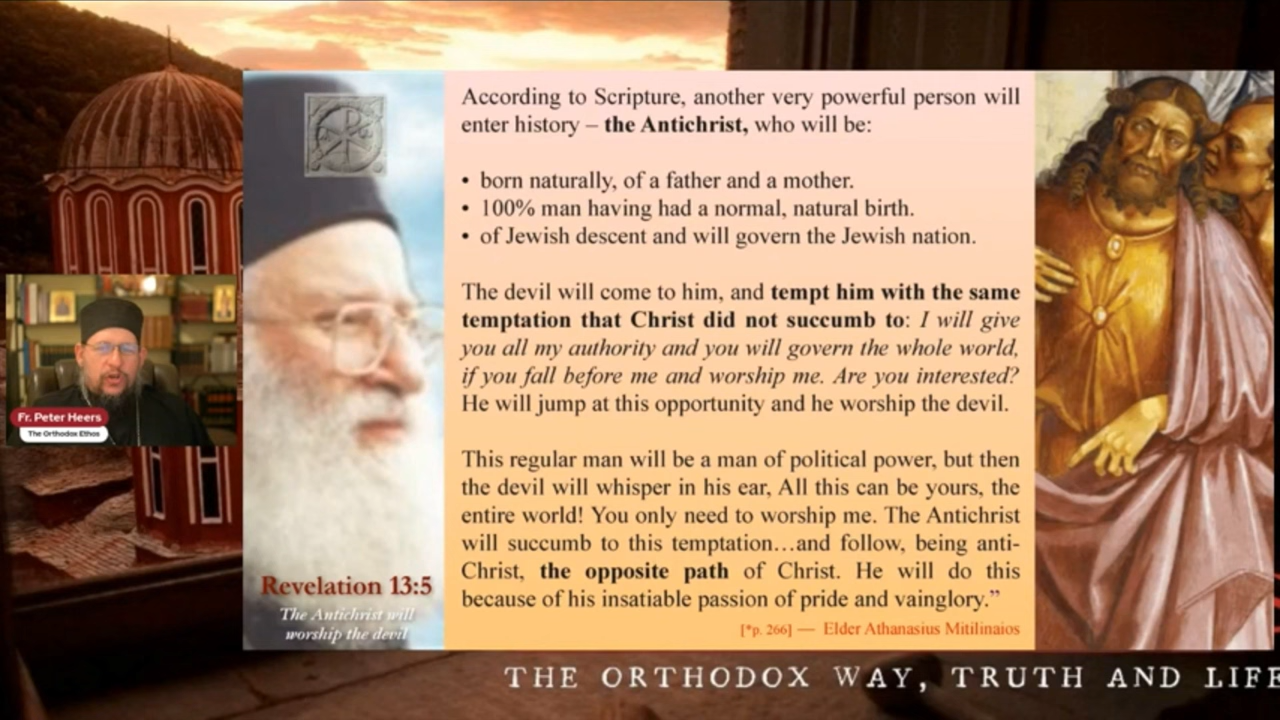 According to Scripture, another very powerful person will
enter history – the Antichrist, who will be:
• born naturally, of a father and a mother.
• 100% man having had a normal, natural birth.
• of Jewish descent and will govern the Jewish nation.
The devil will come to him, and tempt him with the same
temptation that Christ did not succumb to: I will give
you all my authority and you will govern the whole world,
if you fall before me and worship me. Are you interested?
He will jump at this opportunity and he worship the devil.
This regular man will be a man of political power, but then
the devil will whisper in his ear, All this can be yours, the
entire world! You only need to worship me. The Antichrist
will succumb to this temptation…and follow, being anti-
Christ, the opposite path of Christ. He will do this
because of his insatiable passion of pride and vainglory.”
[*p. 266] — Elder Athanasius Mitilinaios
Revelation 13:5
The Antichrist will
worship the devil
Fr. Peter Heers
The Orthodox Ethos
THE ORTHODOX WAY, TRUTH AND LIFE